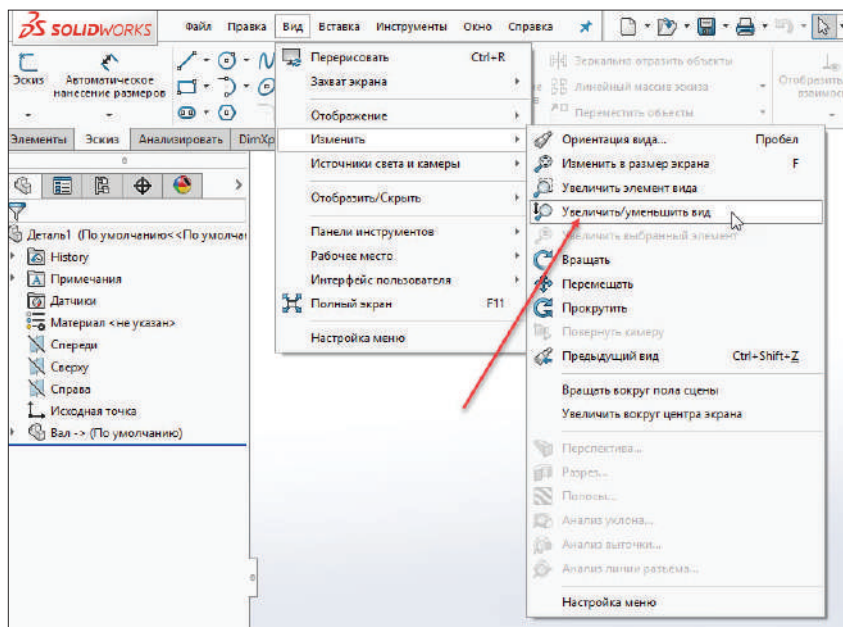 SOLIDWORKS Файл Правка Вид Вставка Инструменты Окно Справка
Эскиз Автоматическое нанесение размеров
Зеркально отразить объекты
Линейный массив эскиза
Переместить объекты
Отобразить
Элементы Эскиз Анализировать DimXp
Деталь1 (По умолчанию<<По умолча
History
Примечания
Датчики
Материал <не указан>
Спереди
Сверху
Справа
Исходная точка
Вал -> (По умолчанию)
Перерисовать Ctrl+R
Захват экрана
Отображение
Изменить
Источники света и камеры
Отобразить/Скрыть
Панели инструментов
Рабочее место
Интерфейс пользователя
Полный экран F11
Настройка меню
Ориентация вида... Пробел
Изменить в размер экрана F
Увеличить элемент вида
Увеличить/уменьшить вид
Увеличить выбранный элемент
Вращать
Перемещать
Прокрутить
Повернуть камеру
Предыдущий вид Ctrl+Shift+Z
Вращать вокруг пола сцены
Увеличить вокруг центра экрана
Перспектива...
Разрез...
Полосы...
Анализ уклона...
Анализ выточки...
Анализ линии разъема...
Настройка меню